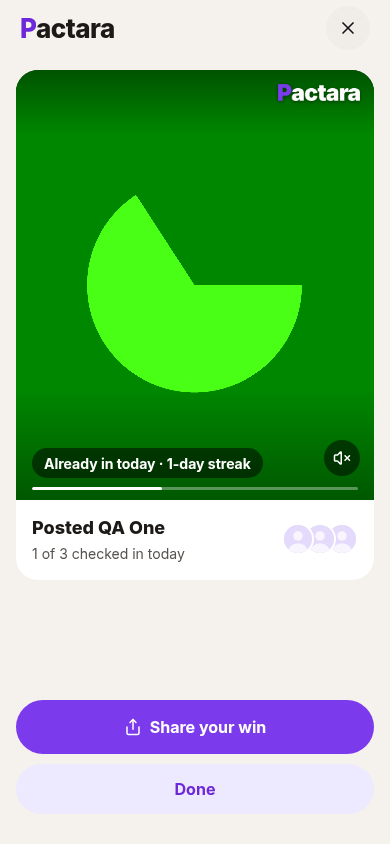 Pactara
Pactara
Already in today · 1-day streak
Posted QA One
1 of 3 checked in today
Share your win
Done